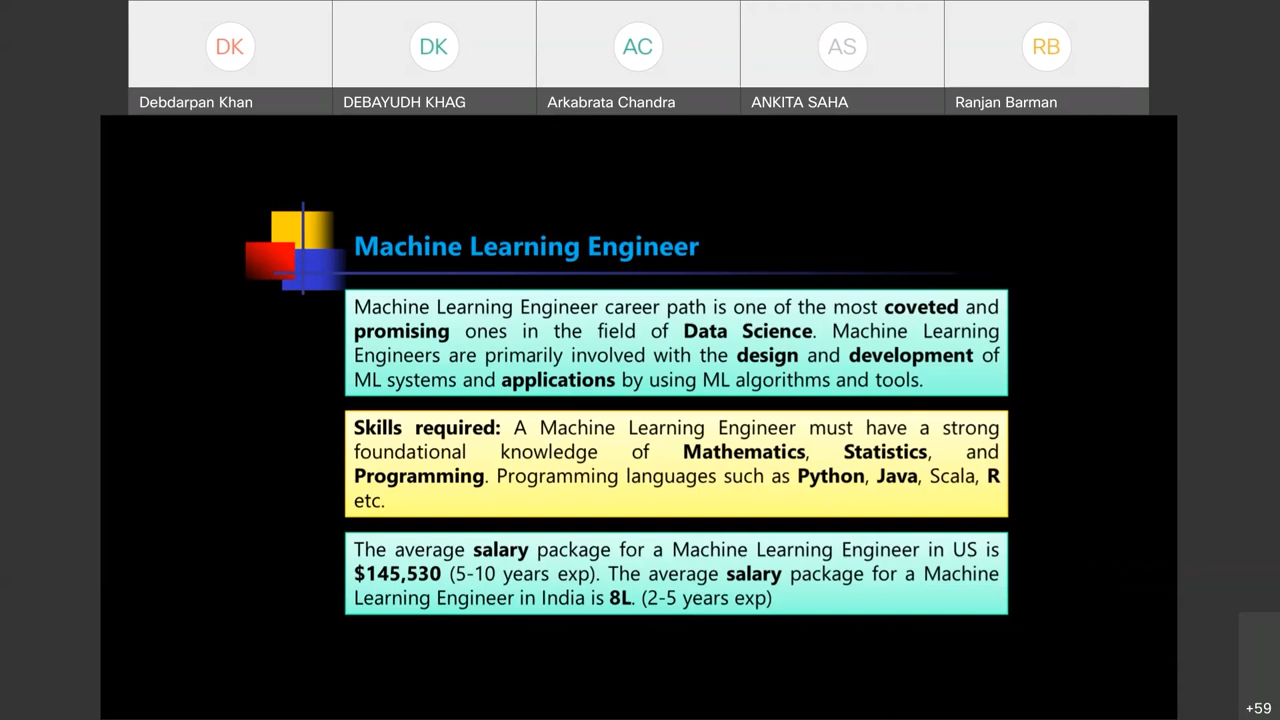 DK
DK
AC
AS
RB
Debdarpan Khan
DEBAYUDH KHAG
Arkabrata Chandra
ANKITA SAHA
Ranjan Barman
Machine Learning Engineer
Machine Learning Engineer career path is one of the most coveted and
promising ones in the field of Data Science. Machine Learning
Engineers are primarily involved with the design and development of
ML systems and applications by using ML algorithms and tools.
Skills required: A Machine Learning Engineer must have a strong
foundational knowledge of Mathematics, Statistics, and
Programming. Programming languages such as Python, Java, Scala, R
etc.
The average salary package for a Machine Learning Engineer in US is
$145,530 (5-10 years exp). The average salary package for a Machine
Learning Engineer in India is 8L. (2-5 years exp)
+59